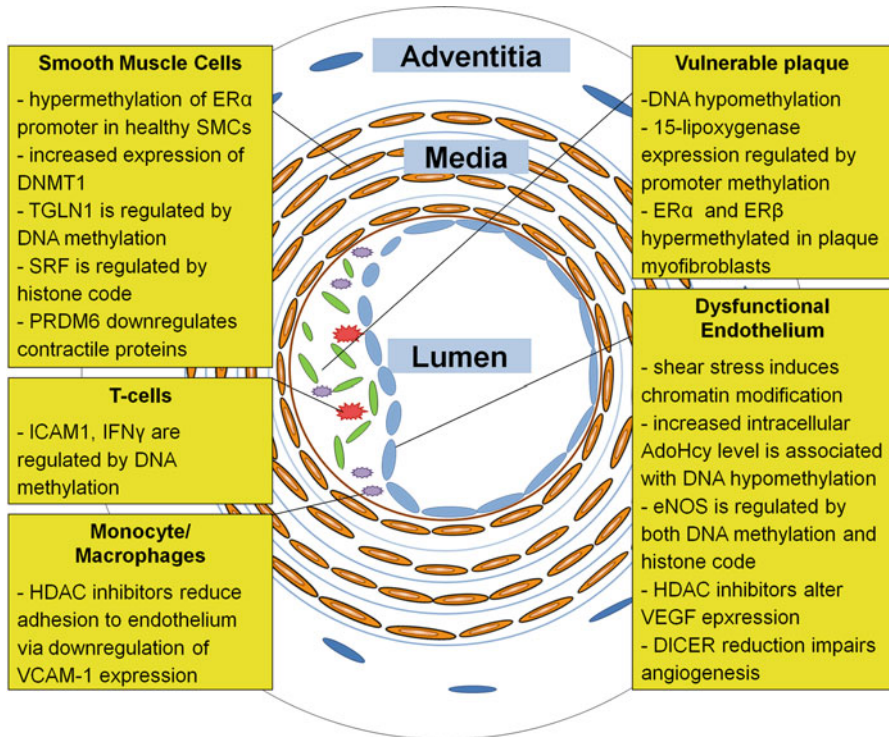 Smooth Muscle Cells
- hypermethylation of ERα
promoter in healthy SMCs
- increased expression of
DNMT1
- TGLN1 is regulated by
DNA methylation
- SRF is regulated by
histone code
- PRDM6 downregulates
contractile proteins
T-cells
- ICAM1, IFNγ are
regulated by DNA
methylation
Monocyte/
Macrophages
- HDAC inhibitors reduce
adhesion to endothelium
via downregulation of
VCAM-1 expression
Adventitia
Media
Lumen
Vulnerable plaque
-DNA hypomethylation
- 15-lipoxygenase
expression regulated by
promoter methylation
- ERα and ERβ
hypermethylated in plaque
myofibroblasts
Dysfunctional
Endothelium
- shear stress induces
chromatin modification
- increased intracellular
AdoHcy level is associated
with DNA hypomethylation
- eNOS is regulated by
both DNA methylation and
histone code
- HDAC inhibitors alter
VEGF epxression
- DICER reduction impairs
angiogenesis